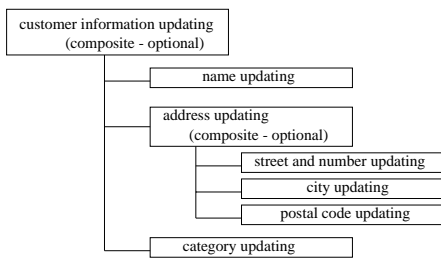 customer information updating
(composite - optional)
name updating
address updating
(composite - optional)
street and number updating
city updating
postal code updating
category updating